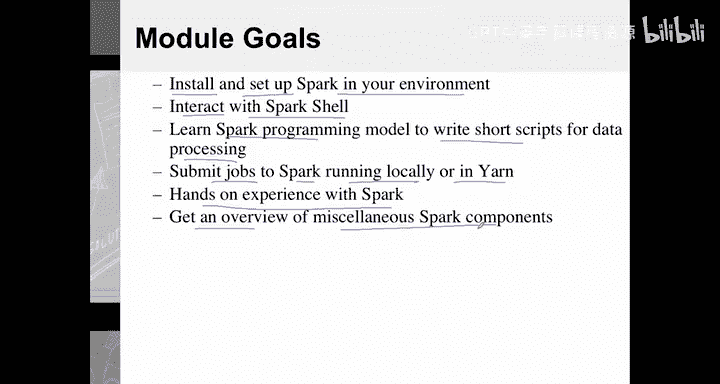 Module Goals
bilibili
– Install and set up Spark in your environment
– Interact with Spark Shell
– Learn Spark programming model to write short scripts for data
processing
– Submit jobs to Spark running locally or in Yarn
– Hands on experience with Spark
– Get an overview of miscellaneous Spark components